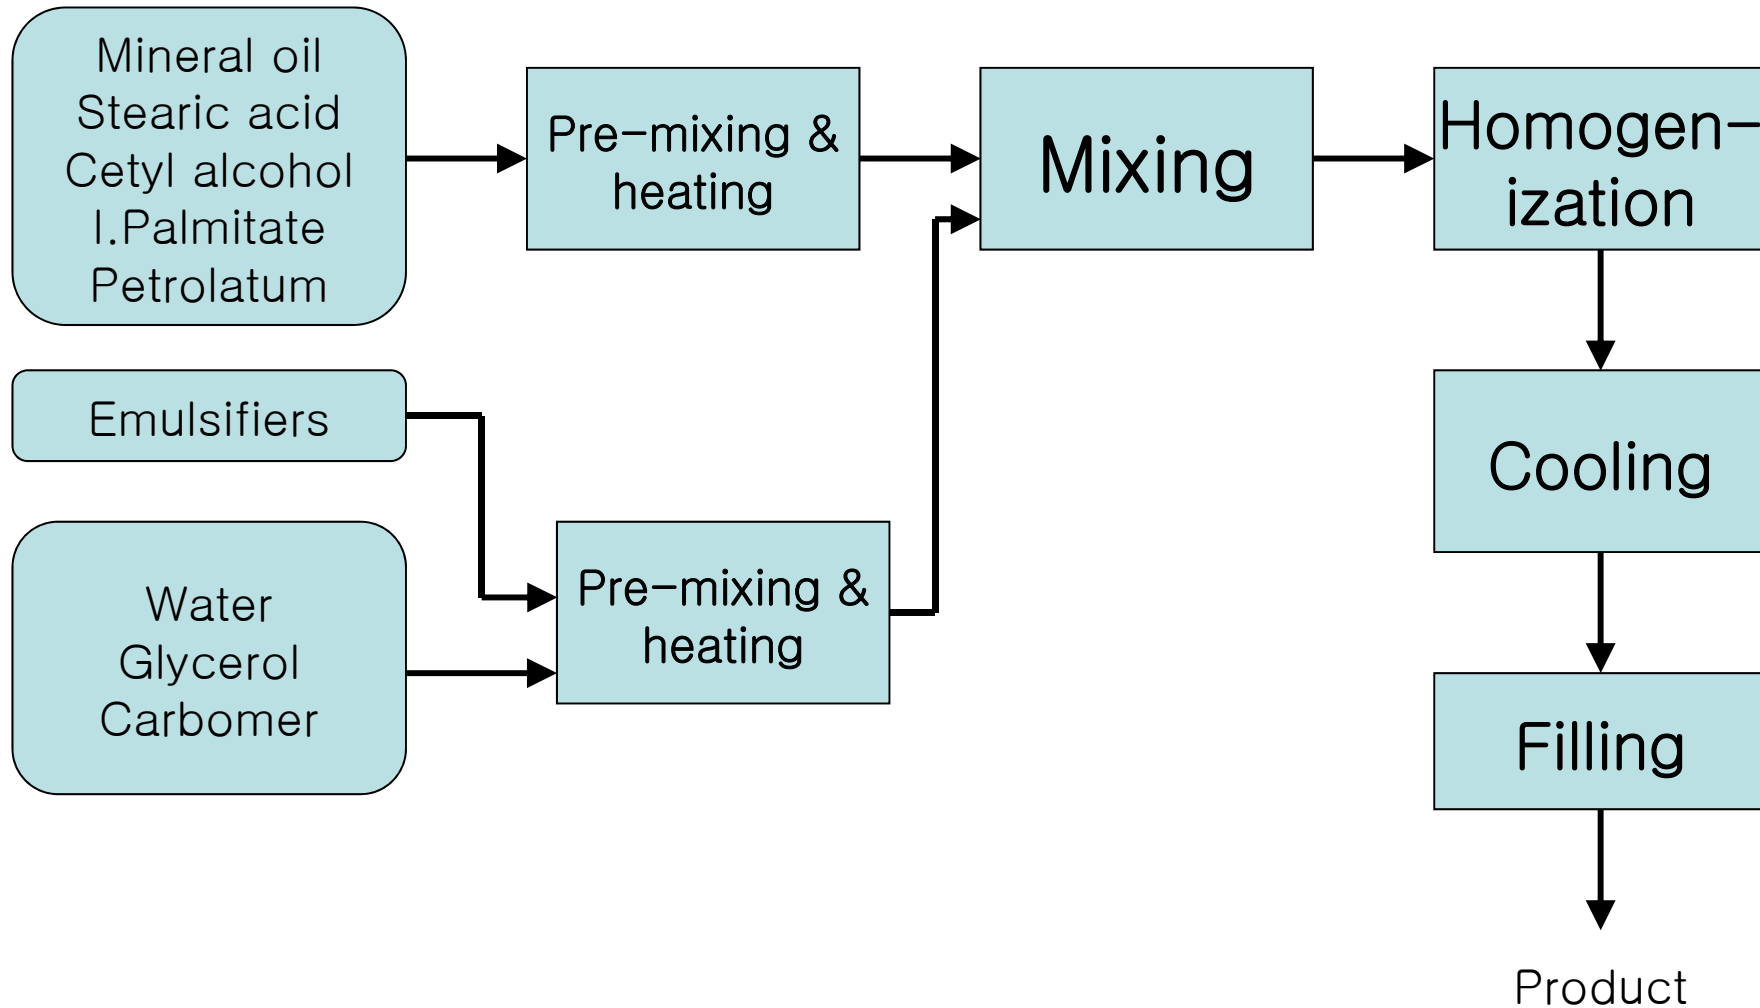 Mineral oil
Stearic acid
Cetyl alcohol
I.Palmitate
Petrolatum
Pre-mixing &
heating
Mixing
Homogen-
ization
Emulsifiers
Cooling
Water
Glycerol
Carbomer
Pre-mixing &
heating
Filling
Product